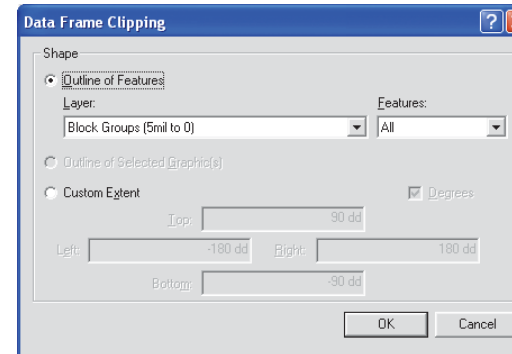 Data Frame Clipping
Shape
Outline of Features
Layer: Features:
Block Groups (5mil to 0) All
Outline of Selected Graphic(s)
Custom Extent Degrees
Top: 90 dd
Left: -180 dd Right: 180 dd
Bottom: -90 dd
OK Cancel